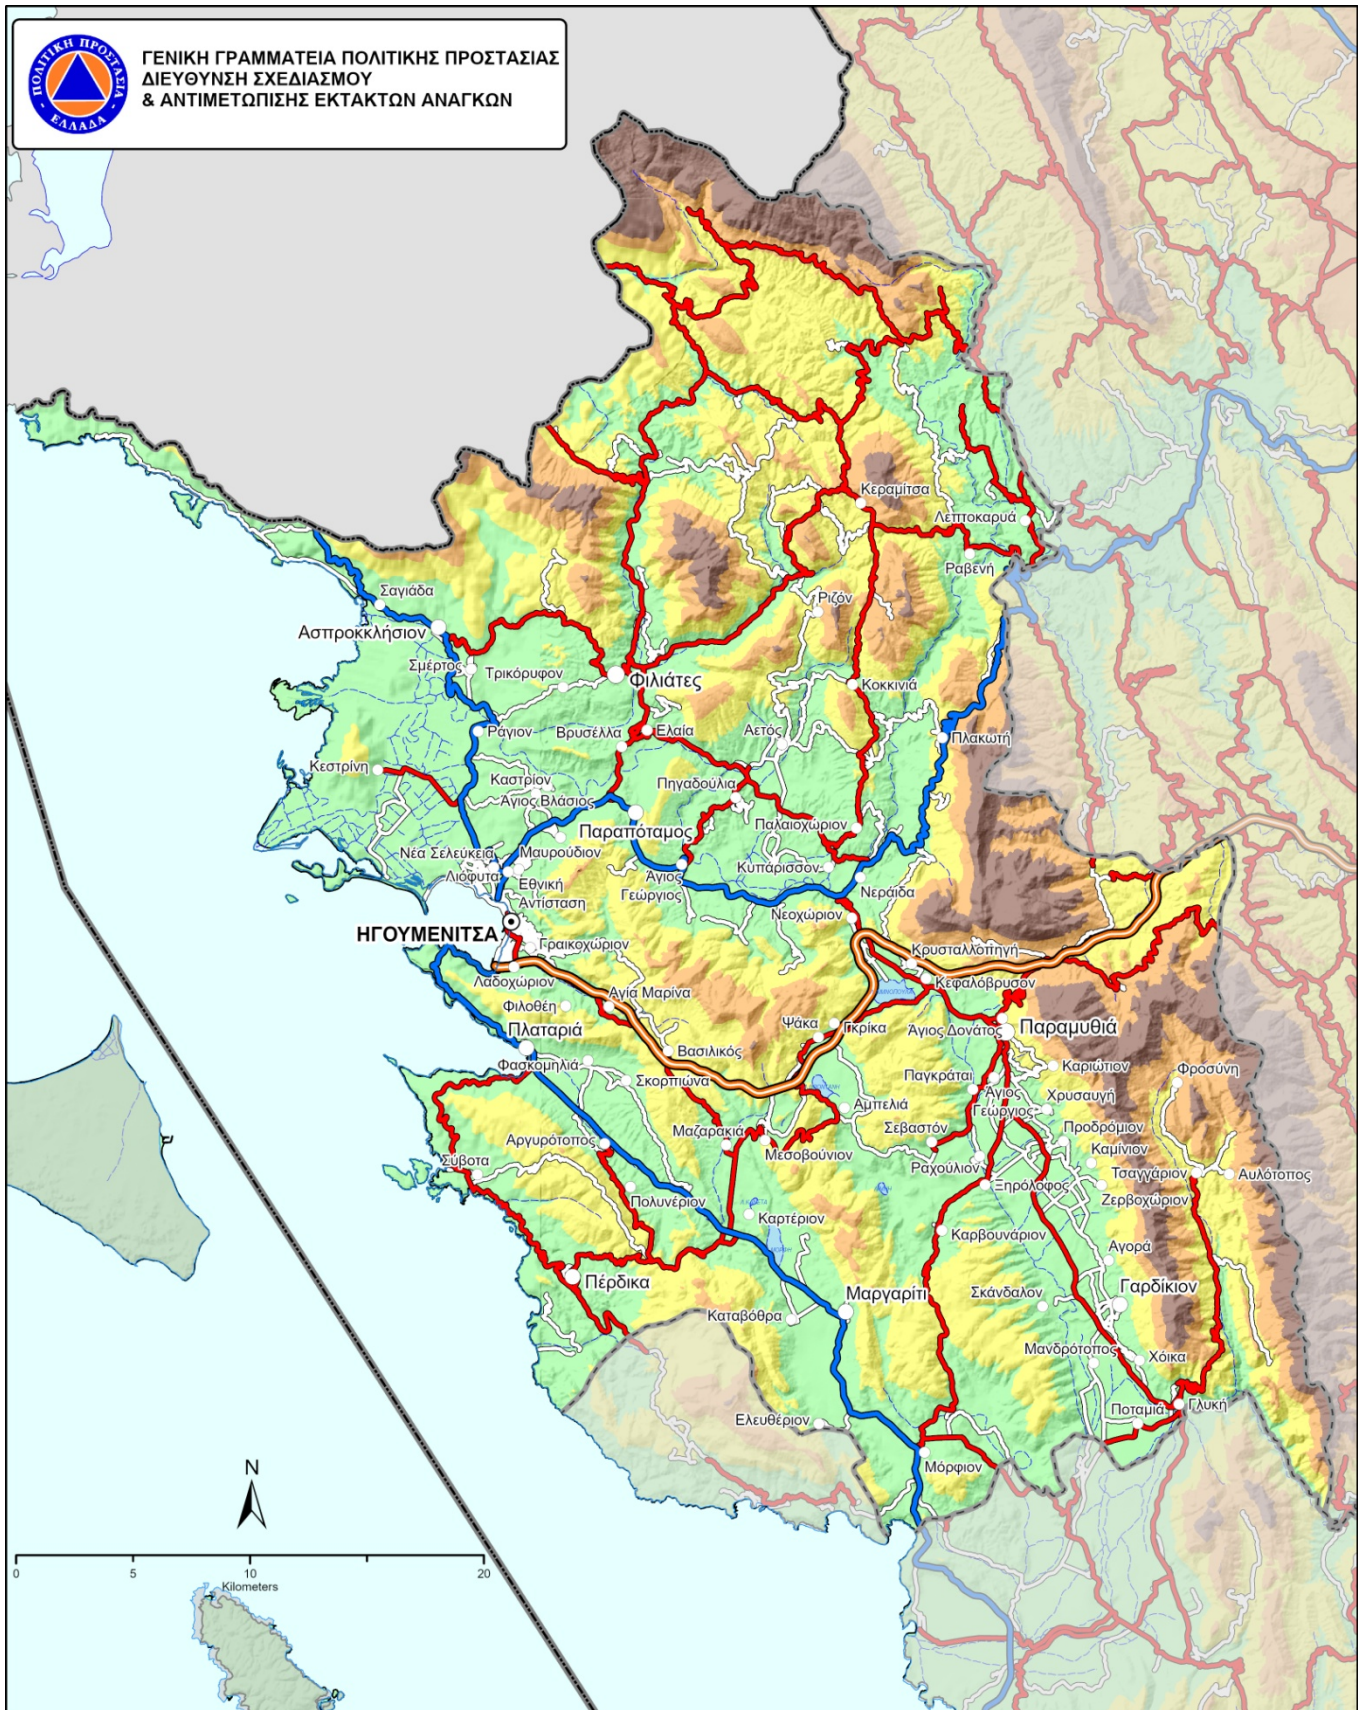 ΠΟΛΙΤΙΚΗ ΠΡΟΣΤΑΣΙΑ
ΕΛΛΑΔΑ
ΓΕΝΙΚΗ ΓΡΑΜΜΑΤΕΙΑ ΠΟΛΙΤΙΚΗΣ ΠΡΟΣΤΑΣΙΑΣ
ΔΙΕΥΘΥΝΣΗ ΣΧΕΔΙΑΣΜΟΥ
& ΑΝΤΙΜΕΤΩΠΙΣΗΣ ΕΚΤΑΚΤΩΝ ΑΝΑΓΚΩΝ
Κεραμίτσα
Λεπτοκαρυά
Ραβενή
Σαγιάδα
Ριζόν
Ασπροκκλήσιον
Σμέρτος
Τρικόρυφον
Φιλιάτες
Κοκκινιά
Ράγιον
Βρυσέλλα
Ελαία
Αετός
Πλακωτή
Κεστρίνη
Καστρίον
Πηγαδούλια
Άγιος Βλάσιος
Παραπόταμος
Παλαιοχώριον
Νέα Σελεύκεια
Μαυρούδιον
Λιόφυτα
Εθνική
Αντίσταση
Άγιος
Γεώργιος
Κυπάρισσον
Νεράιδα
Νεοχώριον
ΗΓΟΥΜΕΝΙΤΣΑ
Γραικοχώριον
Κρυσταλλοπηγή
Λαδοχώριον
Κεφαλόβρυσον
Φιλοθέη
Αγία Μαρίνα
Πλαταριά
Ψάκα
Γκρίκα
Άγιος Δονάτος
Παραμυθιά
Βασιλικός
Φασκομηλιά
Σκορπιώνα
Παγκράται
Καριώτιον
Φροσύνη
Άγιος
Γεώργιος
Χρυσαυγή
Αμπελιά
Αργυρότοπος
Μαζαρακιά
Μεσοβούνιον
Σεβαστόν
Προδρόμιον
Καμίνιον
Σύβοτα
Ραχούλιον
Τσαγγάριον
Αυλότοπος
Πολυνέριον
Ξηρόλοφος
Ζερβοχώριον
Καρτέριον
Καρβουνάριον
Αγορά
Πέρδικα
Μαργαρίτι
Σκάνδαλον
Γαρδίκιον
Καταβόθρα
Μανδρότοπος
Χόικα
Ελευθέριον
Ποταμιά
Γλυκή
Μόρφιον
N
0 5 10 20
Kilometers